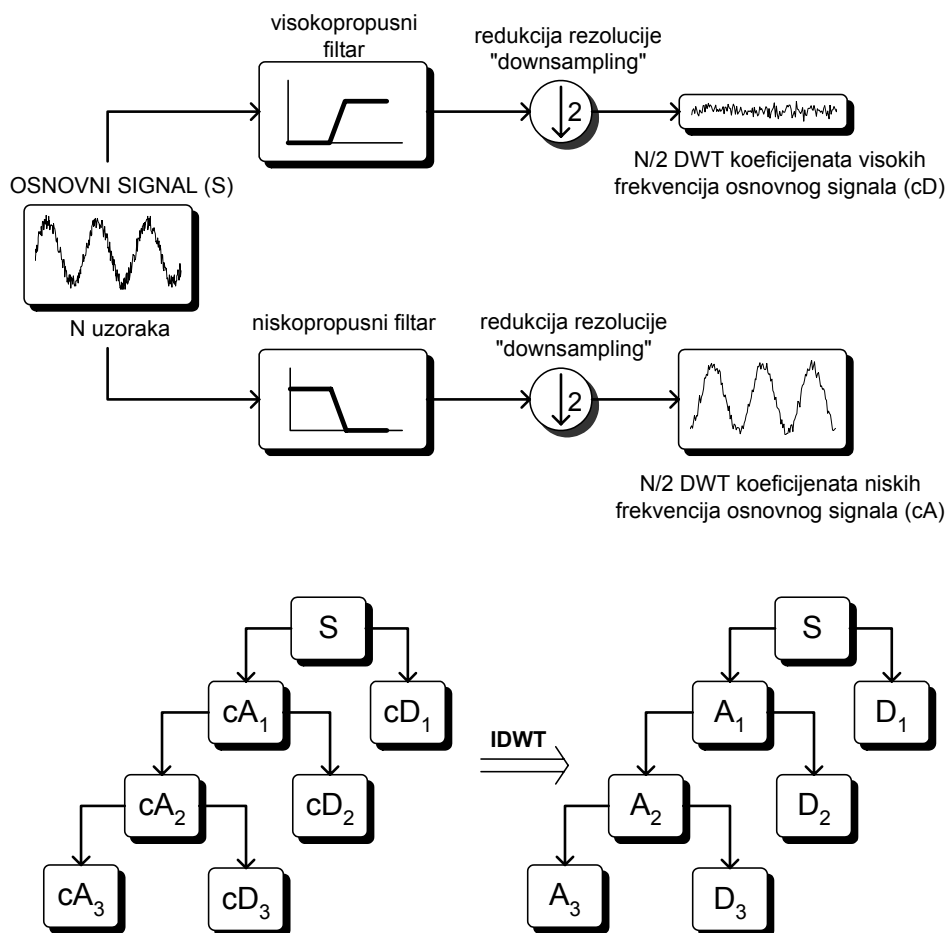 visokopropusni
filtar
redukcija rezolucije
"downsampling"
2
N/2 DWT koeficijenata visokih
frekvencija osnovnog signala (cD)
OSNOVNI SIGNAL (S)
N uzoraka
niskopropusni filtar
redukcija rezolucije
"downsampling"
2
N/2 DWT koeficijenata niskih
frekvencija osnovnog signala (cA)
S
cA₁
cD₁
cA₂
cD₂
cA₃
cD₃
IDWT
S
A₁
D₁
A₂
D₂
A₃
D₃